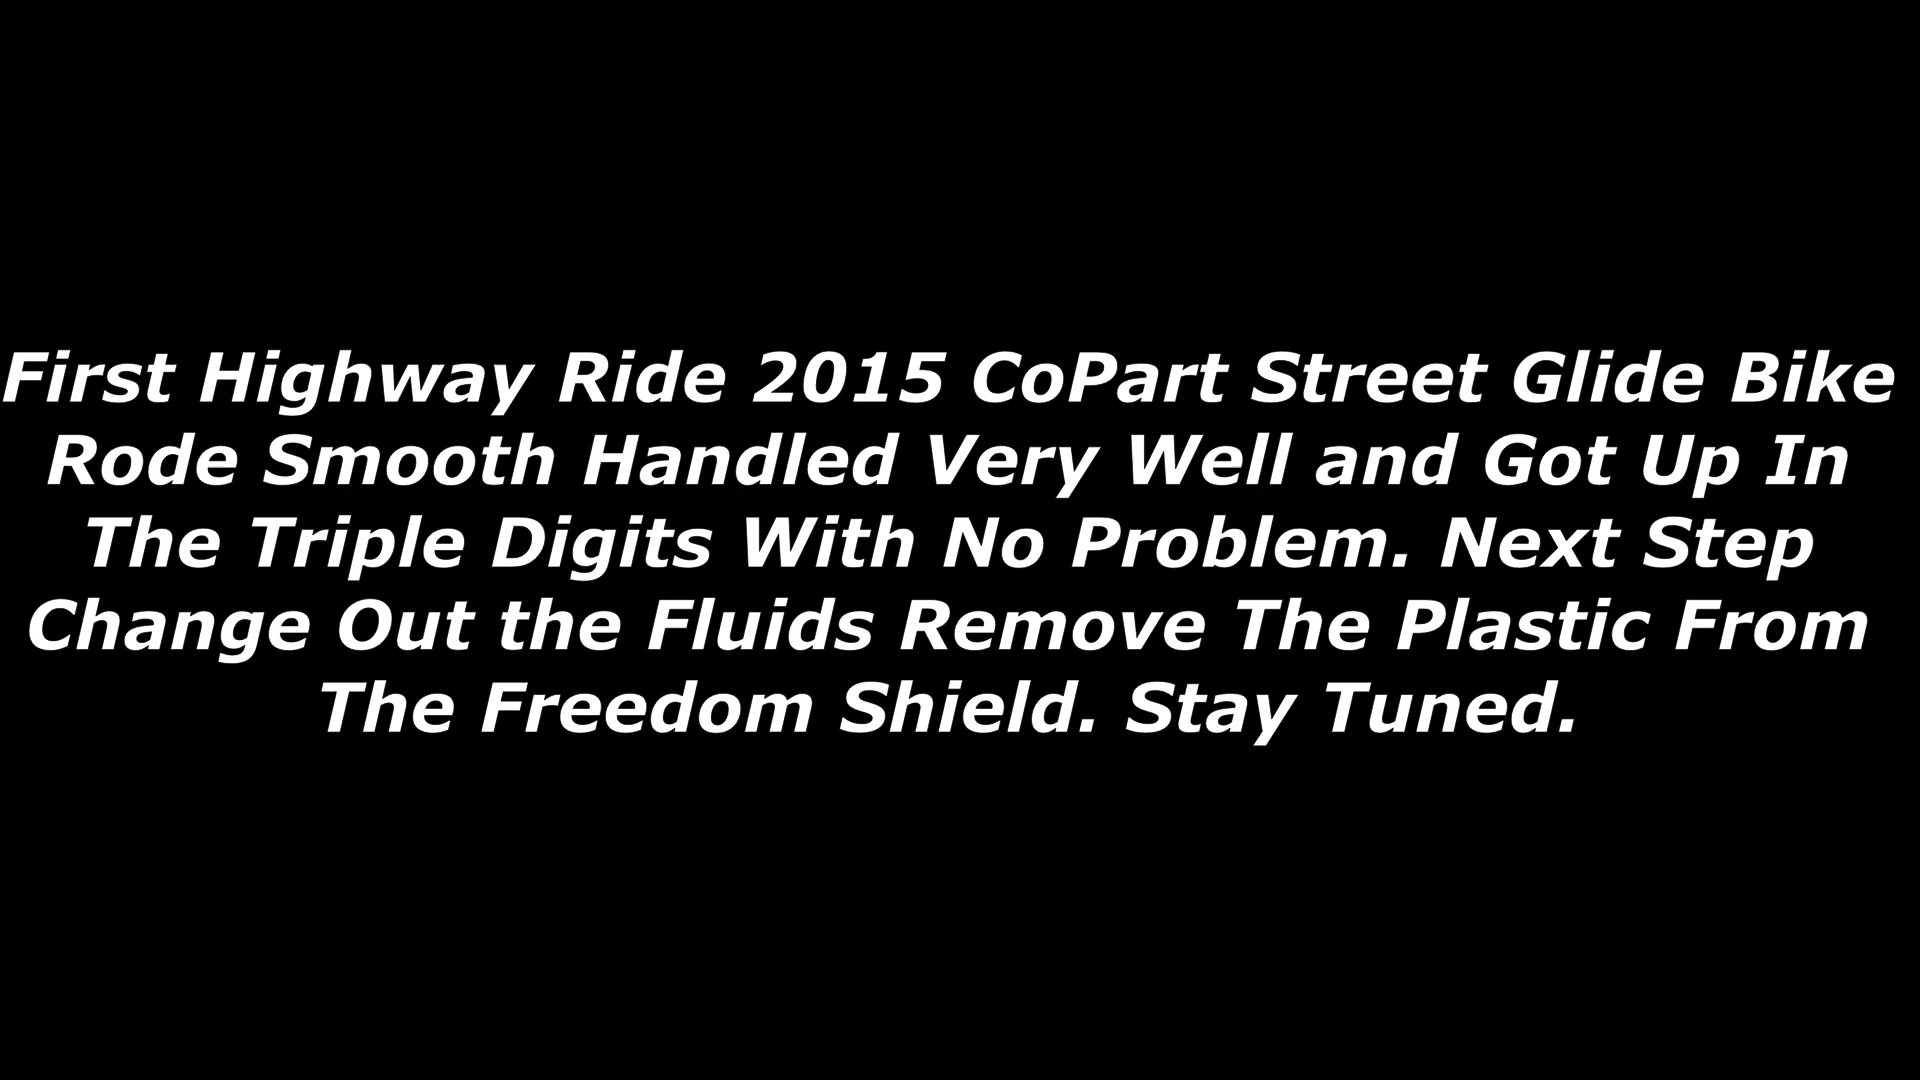 First Highway Ride 2015 CoPart Street Glide Bike
Rode Smooth Handled Very Well and Got Up In
The Triple Digits With No Problem. Next Step
Change Out the Fluids Remove The Plastic From
The Freedom Shield. Stay Tuned.